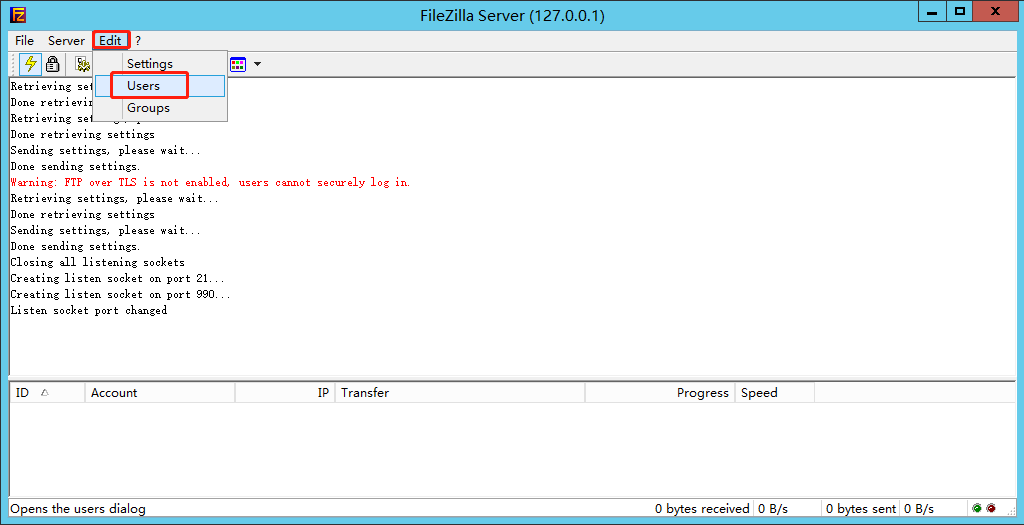 FileZilla Server (127.0.0.1)
File Server Edit ?
Settings
Users
Groups
Retrieving set
Done retrievin
Retrieving set
Done retrieving settings
Sending settings, please wait...
Done sending settings.
Warning: FTP over TLS is not enabled, users cannot securely log in.
Retrieving settings, please wait...
Done retrieving settings
Sending settings, please wait...
Done sending settings.
Closing all listening sockets
Creating listen socket on port 21...
Creating listen socket on port 990...
Listen socket port changed
ID Account IP Transfer Progress Speed
Opens the users dialog 0 bytes received 0 B/s 0 bytes sent 0 B/s